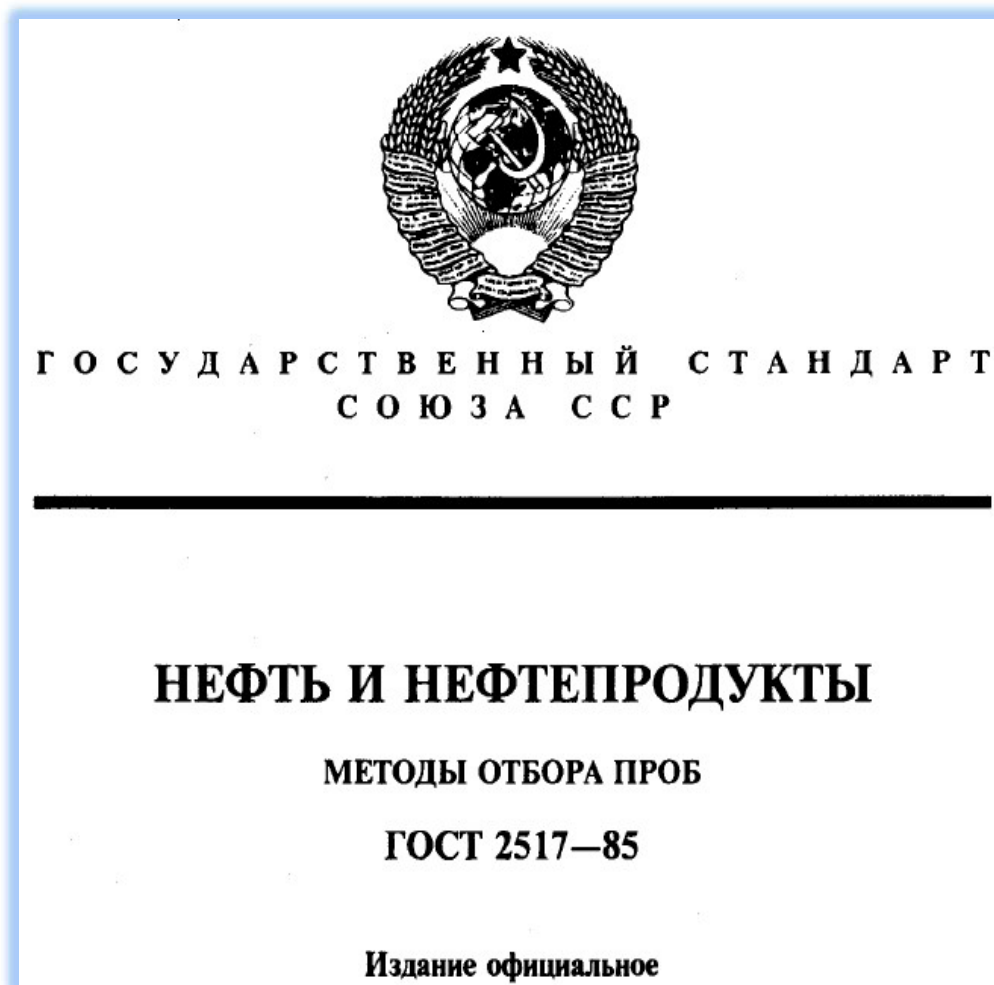 ГОСУДАРСТВЕННЫЙ СТАНДАРТ
СОЮЗА ССР
НЕФТЬ И НЕФТЕПРОДУКТЫ
МЕТОДЫ ОТБОРА ПРОБ
ГОСТ 2517—85
Издание официальное